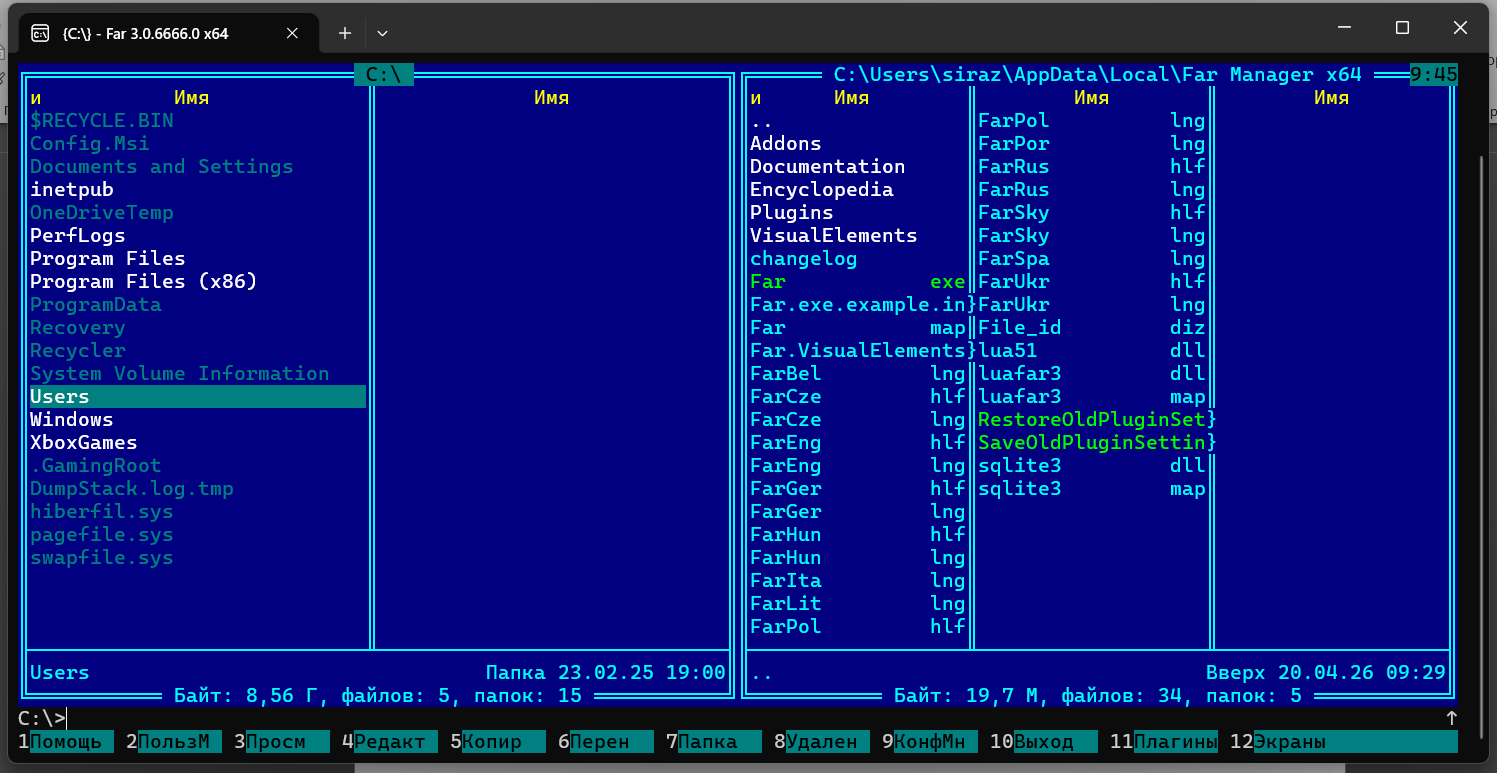 {C:\} - Far 3.0.6666.0 x64
C:\
и Имя Имя
$RECYCLE.BIN
Config.Msi
Documents and Settings
inetpub
OneDriveTemp
PerfLogs
Program Files
Program Files (x86)
ProgramData
Recovery
Recycler
System Volume Information
Users
Windows
XboxGames
.GamingRoot
DumpStack.log.tmp
hiberfil.sys
pagefile.sys
swapfile.sys
Users Папка 23.02.25 19:00
Байт: 8,56 Г, файлов: 5, папок: 15
C:\Users\siraz\AppData\Local\Far Manager x64 9:45
и Имя Имя Имя
..
Addons
Documentation
Encyclopedia
Plugins
VisualElements
changelog
Far exe
Far.exe.example.in}
Far map
Far.VisualElements}
FarBel lng
FarCze hlf
FarCze lng
FarEng hlf
FarEng lng
FarGer hlf
FarGer lng
FarHun hlf
FarHun lng
FarIta lng
FarLit lng
FarPol hlf
FarPol lng
FarPor lng
FarRus hlf
FarRus lng
FarSky hlf
FarSky lng
FarSpa lng
FarUkr hlf
FarUkr lng
File_id diz
lua51 dll
luafar3 dll
luafar3 map
RestoreOldPluginSet}
SaveOldPluginSettin}
sqlite3 dll
sqlite3 map
.. Вверх 20.04.26 09:29
Байт: 19,7 М, файлов: 34, папок: 5
C:\>
1Помощь 2ПользМ 3Просм 4Редакт 5Копир 6Перен 7Папка 8Удален 9КонфМн 10Выход 11Плагины 12Экраны